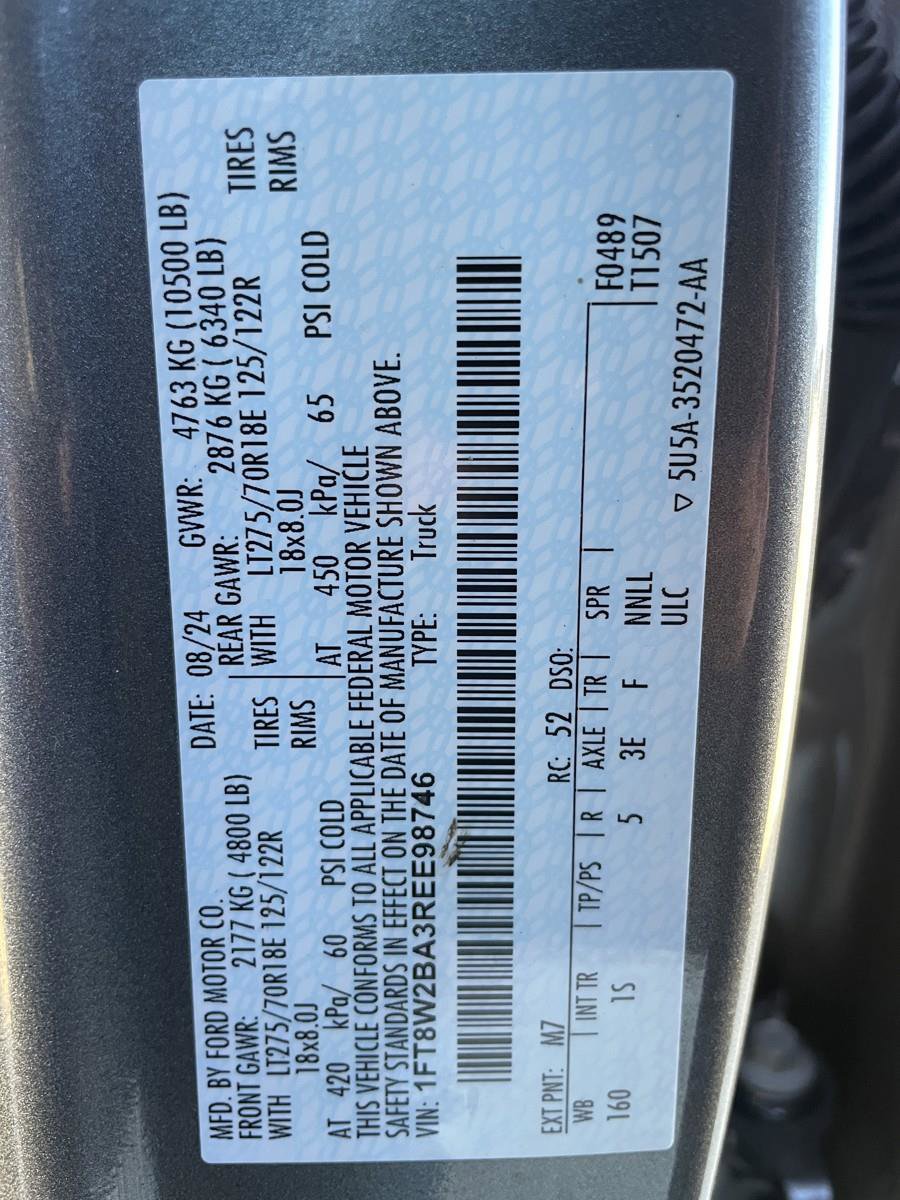 MFD. BY FORD MOTOR CO.
DATE: 08/24 GVWR: 4763 KG (10500 LB)
FRONT GAWR: 2177 KG ( 4800 LB)
REAR GAWR: 2876 KG ( 6340 LB)
WITH LT275/70R18E 125/122R TIRES
WITH LT275/70R18E 125/122R TIRES
18x8.0J RIMS
18x8.0J RIMS
AT 420 kPa/ 60 PSI COLD
AT 450 kPa/ 65 PSI COLD
THIS VEHICLE CONFORMS TO ALL APPLICABLE FEDERAL MOTOR VEHICLE
SAFETY STANDARDS IN EFFECT ON THE DATE OF MANUFACTURE SHOWN ABOVE.
VIN: 1FT8W2BA3REE98746 TYPE: Truck
EXT PNT: M7 RC: 52 DSO:
WB | INT TR | TP/PS | R | AXLE | TR | SPR | F0489
160 1S 5 3E F NNLL T1507
ULC
▽ 5U5A-3520472-AA